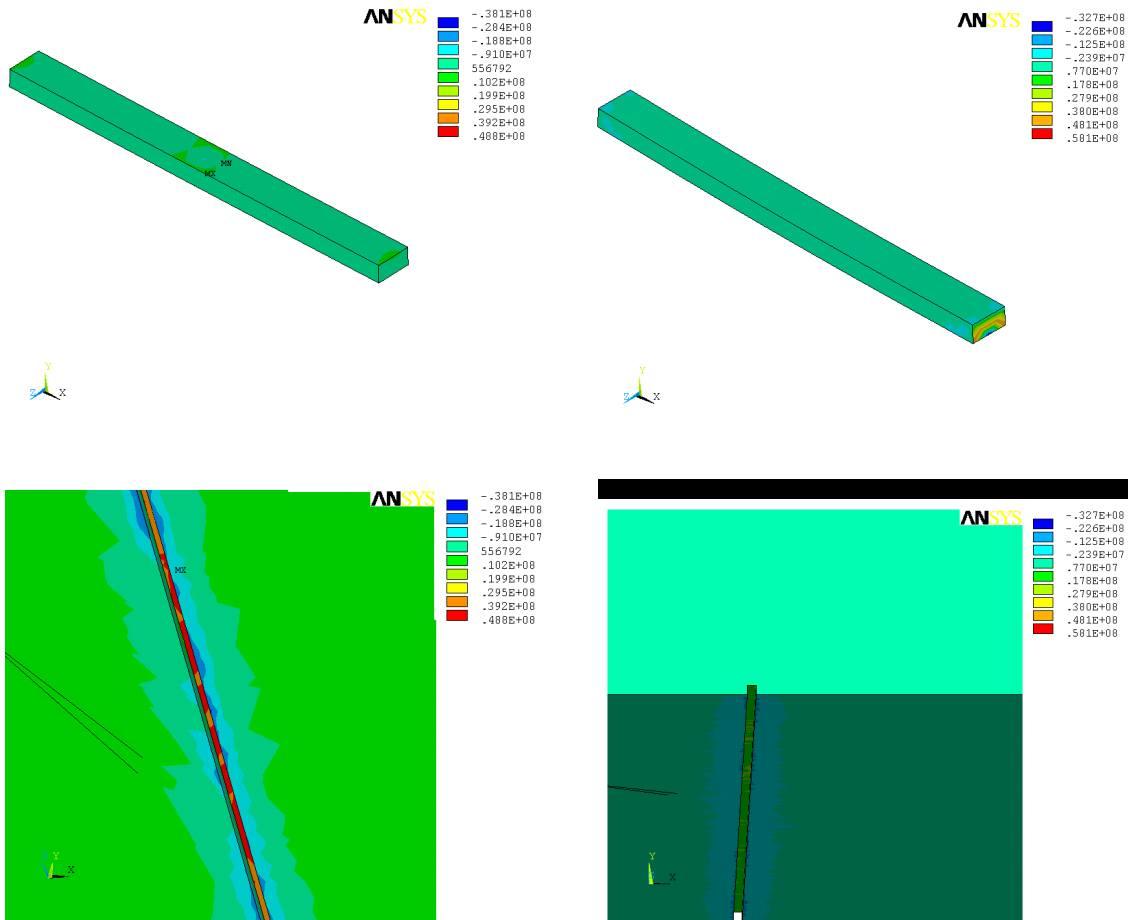 ANSYS
-.381E+08
-.284E+08
-.188E+08
-.910E+07
556792
.102E+08
.199E+08
.295E+08
.392E+08
.488E+08
MN
MX
Y
Z X
ANSYS
-.327E+08
-.226E+08
-.125E+08
-.239E+07
.770E+07
.178E+08
.279E+08
.380E+08
.481E+08
.581E+08
Y
Z X
ANSYS
-.381E+08
-.284E+08
-.188E+08
-.910E+07
556792
.102E+08
.199E+08
.295E+08
.392E+08
.488E+08
MX
Z Y
X
ANSYS
-.327E+08
-.226E+08
-.125E+08
-.239E+07
.770E+07
.178E+08
.279E+08
.380E+08
.481E+08
.581E+08
Y
X